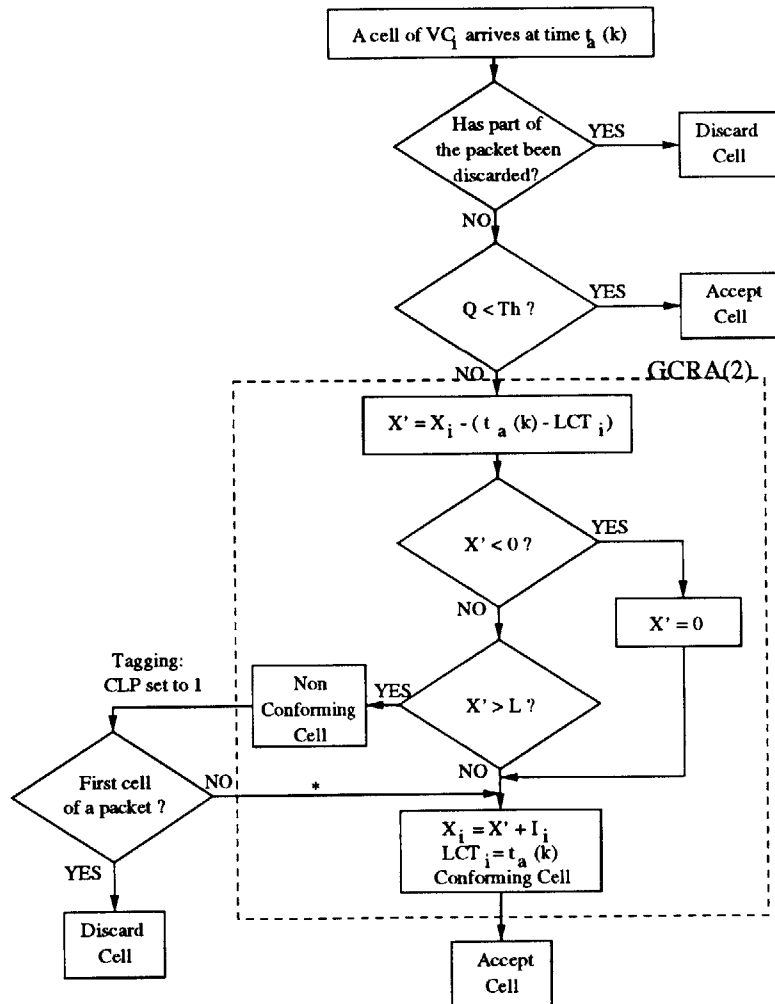 A cell of VC_i arrives at time t_a(k)
Has part of
the packet been
discarded?
YES
Discard
Cell
NO
Q < Th ?
YES
Accept
Cell
NO
GCRA(2)
X' = X_i - ( t_a(k) - LCT_i )
X' < 0 ?
YES
NO
X' = 0
Tagging:
CLP set to 1
Non
Conforming
Cell
YES
X' > L ?
NO
First cell
of a packet ?
NO
*
X_i = X' + I_i
LCT_i = t_a(k)
Conforming Cell
YES
Discard
Cell
Accept
Cell